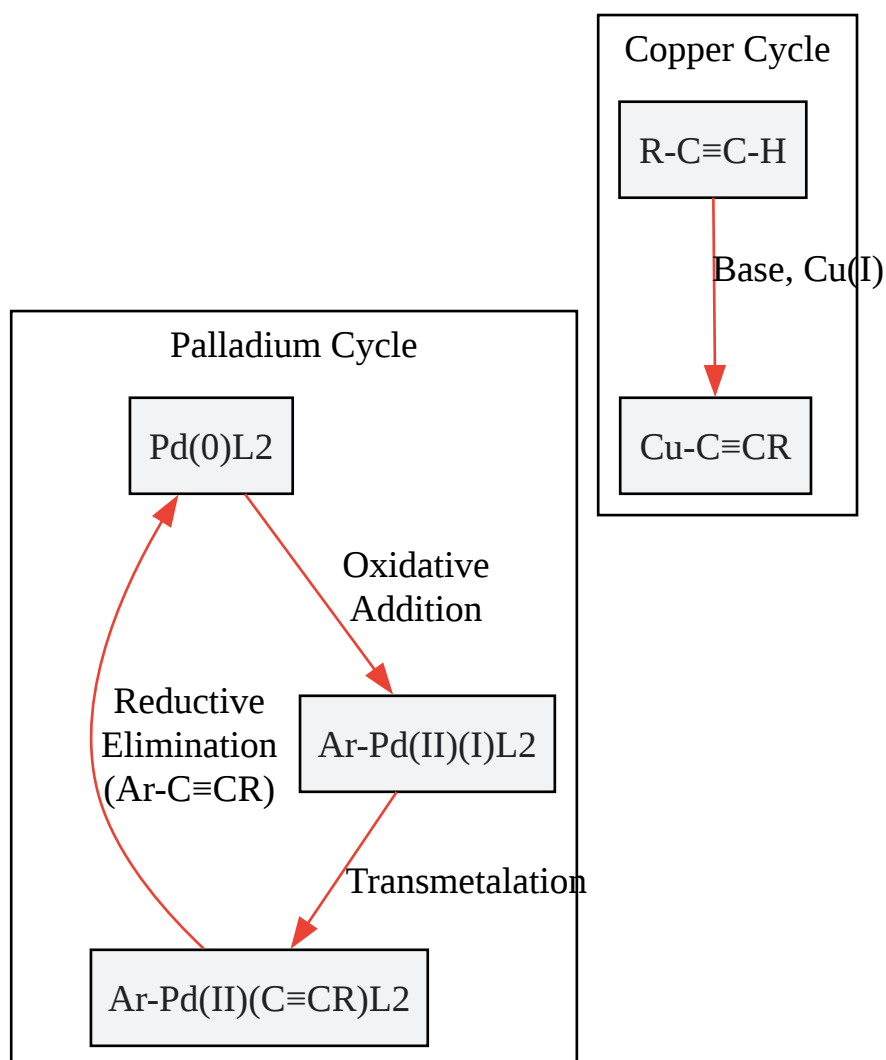 Copper Cycle
R-C≡C-H
Base, Cu(I)
Cu-C≡CR
Palladium Cycle
Pd(0)L2
Oxidative
Addition
Ar-Pd(II)(I)L2
Reductive
Elimination
(Ar-C≡CR)
Transmetalation
Ar-Pd(II)(C≡CR)L2